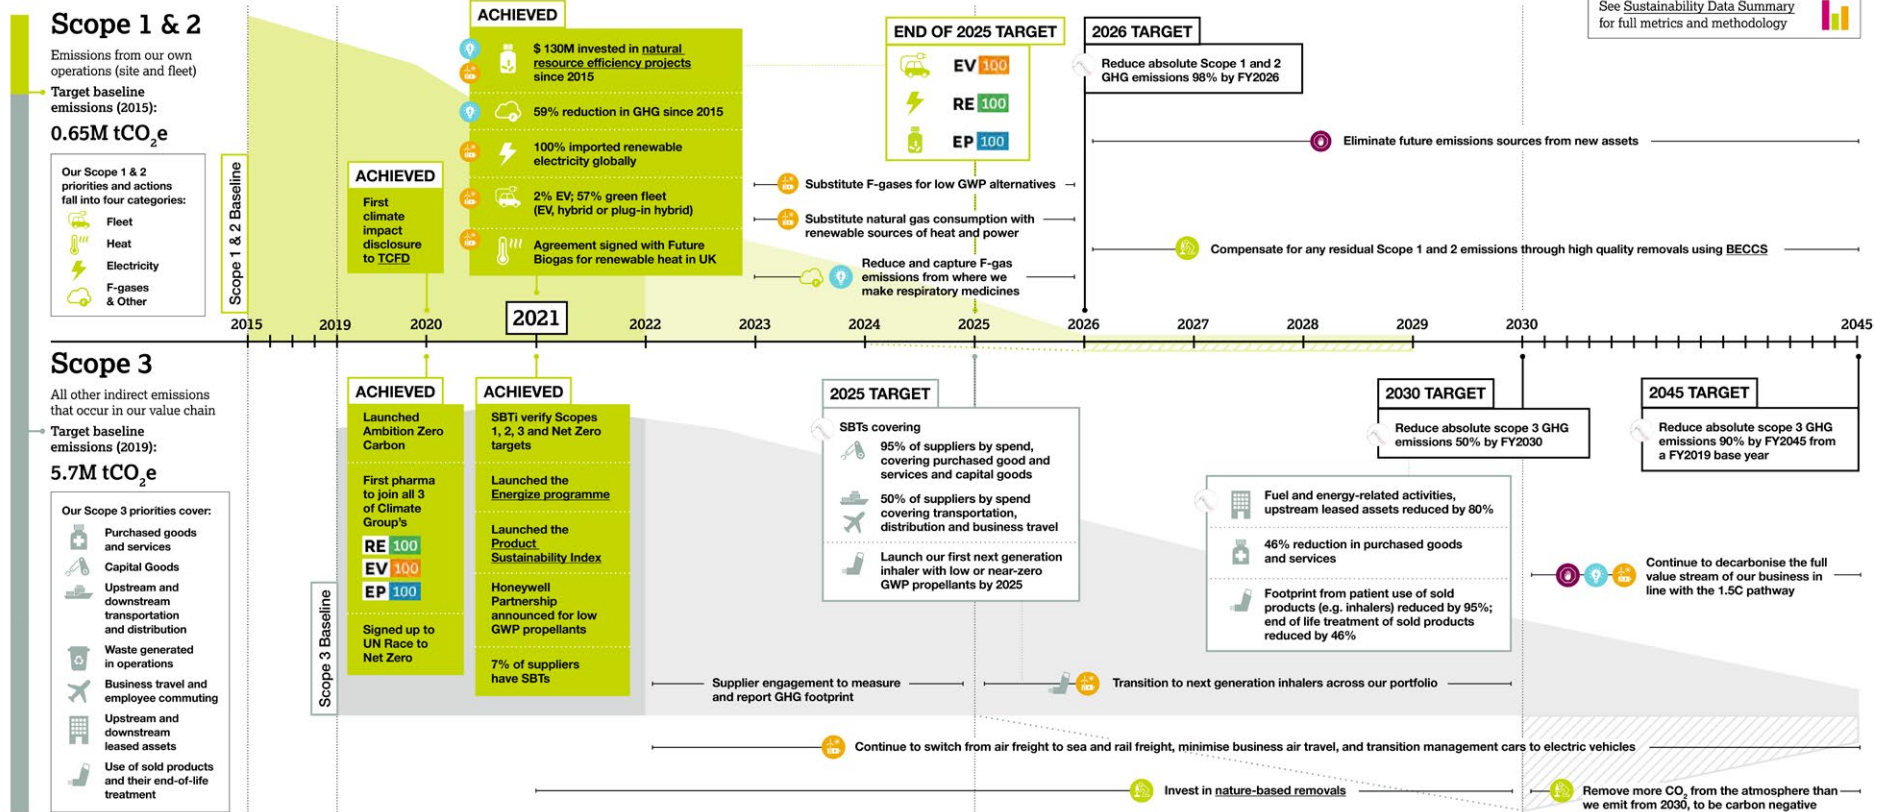 Scope 1 & 2
Emissions from our own
operations (site and fleet)
Target baseline
emissions (2015):
0.65M tCO2e
Our Scope 1 & 2
priorities and actions
fall into four categories:
Fleet
Heat
Electricity
F-gases
& Other
Scope 1 & 2 Baseline
ACHIEVED
First
climate
impact
disclosure
to TCFD
ACHIEVED
$ 130M invested in natural
resource efficiency projects
since 2015
59% reduction in GHG since 2015
100% imported renewable
electricity globally
2% EV; 57% green fleet
(EV, hybrid or plug-in hybrid)
Agreement signed with Future
Biogas for renewable heat in UK
END OF 2025 TARGET
EV 100
RE 100
EP 100
Substitute F-gases for low GWP alternatives
Substitute natural gas consumption with
renewable sources of heat and power
Reduce and capture F-gas
emissions from where we
make respiratory medicines
2026 TARGET
Reduce absolute Scope 1 and 2
GHG emissions 98% by FY2026
See Sustainability Data Summary
for full metrics and methodology
Eliminate future emissions sources from new assets
Compensate for any residual Scope 1 and 2 emissions through high quality removals using BECCS
2015 2019 2020 2021 2022 2023 2024 2025 2026 2027 2028 2029 2030 2045
Scope 3
All other indirect emissions
that occur in our value chain
Target baseline
emissions (2019):
5.7M tCO2e
Our Scope 3 priorities cover:
Purchased goods
and services
Capital Goods
Upstream and
downstream
transportation
and distribution
Waste generated
in operations
Business travel and
employee commuting
Upstream and
downstream
leased assets
Use of sold products
and their end-of-life
treatment
Scope 3 Baseline
ACHIEVED
Launched
Ambition Zero
Carbon
First pharma
to join all 3
of Climate
Group's
RE 100
EV 100
EP 100
Signed up to
UN Race to
Net Zero
ACHIEVED
SBTi verify Scopes
1, 2, 3 and Net Zero
targets
Launched the
Energize programme
Launched the
Product
Sustainability Index
Honeywell
Partnership
announced for low
GWP propellants
7% of suppliers
have SBTs
2025 TARGET
SBTs covering
95% of suppliers by spend,
covering purchased good and
services and capital goods
50% of suppliers by spend
covering transportation,
distribution and business travel
Launch our first next generation
inhaler with low or near-zero
GWP propellants by 2025
2030 TARGET
Reduce absolute scope 3 GHG
emissions 50% by FY2030
Fuel and energy-related activities,
upstream leased assets reduced by 80%
46% reduction in purchased goods
and services
Footprint from patient use of sold
products (e.g. inhalers) reduced by 95%;
end of life treatment of sold products
reduced by 46%
2045 TARGET
Reduce absolute scope 3 GHG
emissions 90% by FY2045 from
a FY2019 base year
Continue to decarbonise the full
value stream of our business in
line with the 1.5C pathway
Supplier engagement to measure
and report GHG footprint
Transition to next generation inhalers across our portfolio
Continue to switch from air freight to sea and rail freight, minimise business air travel, and transition management cars to electric vehicles
Invest in nature-based removals
Remove more CO2 from the atmosphere than
we emit from 2030, to be carbon negative